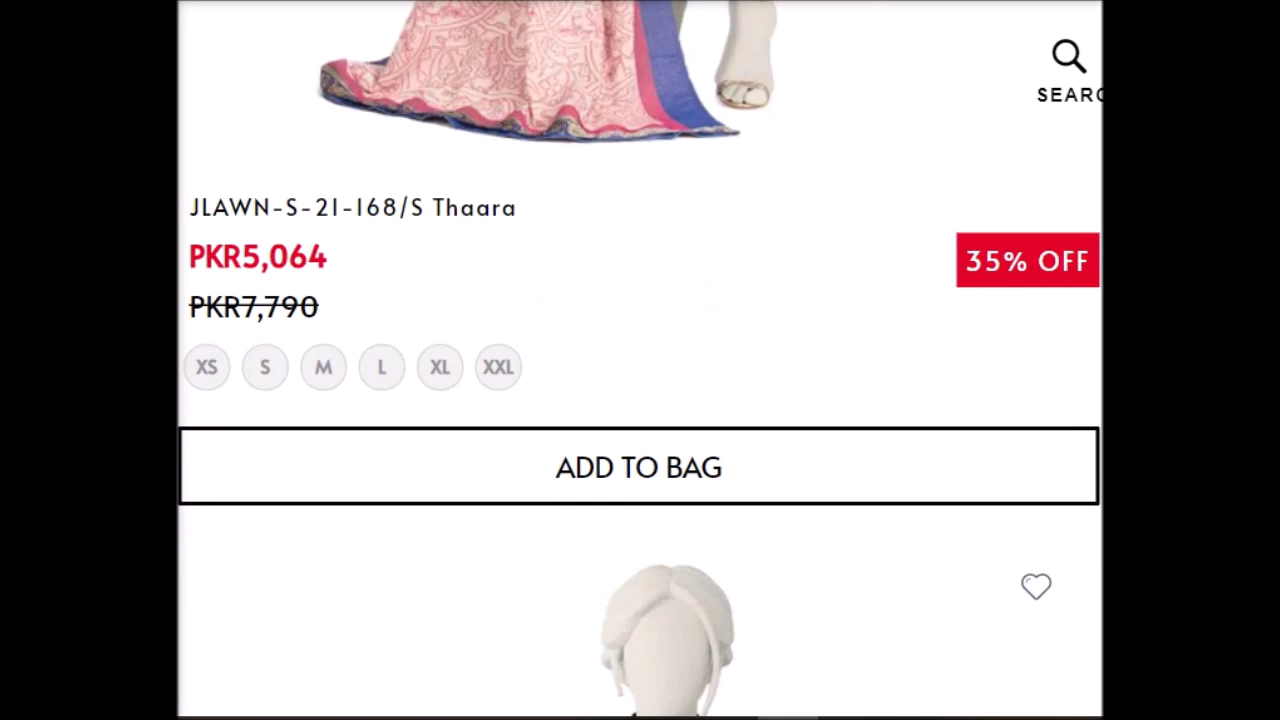 SEARC
JLAWN-S-21-168/S Thaara
PKR5,064
35% OFF
PKR7,790
XS S M L XL XXL
ADD TO BAG